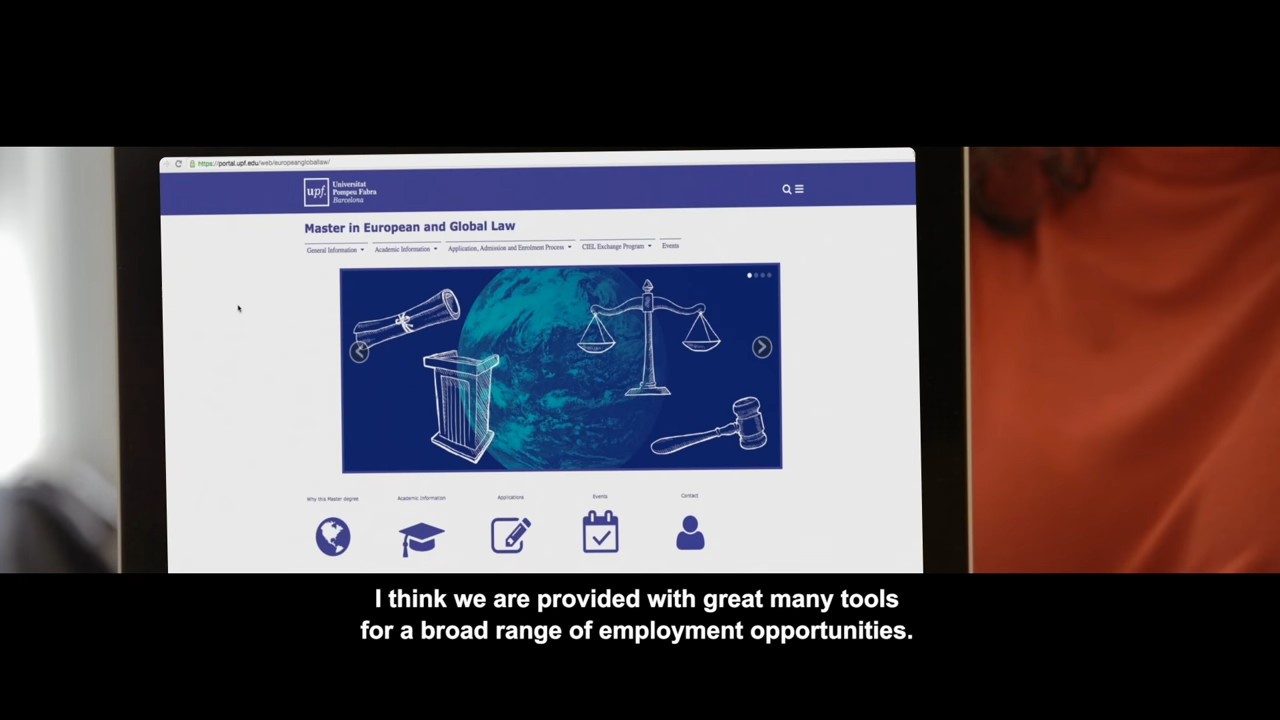 https://portal.upf.edu/web/europeangloballaw/
upf.
Universitat
Pompeu Fabra
Barcelona
Master in European and Global Law
General Information
Academic Information
Application, Admission and Enrolment Process
CIEL Exchange Program
Events
Why this Master degree
Academic Information
Applications
Events
Contact
I think we are provided with great many tools
for a broad range of employment opportunities.